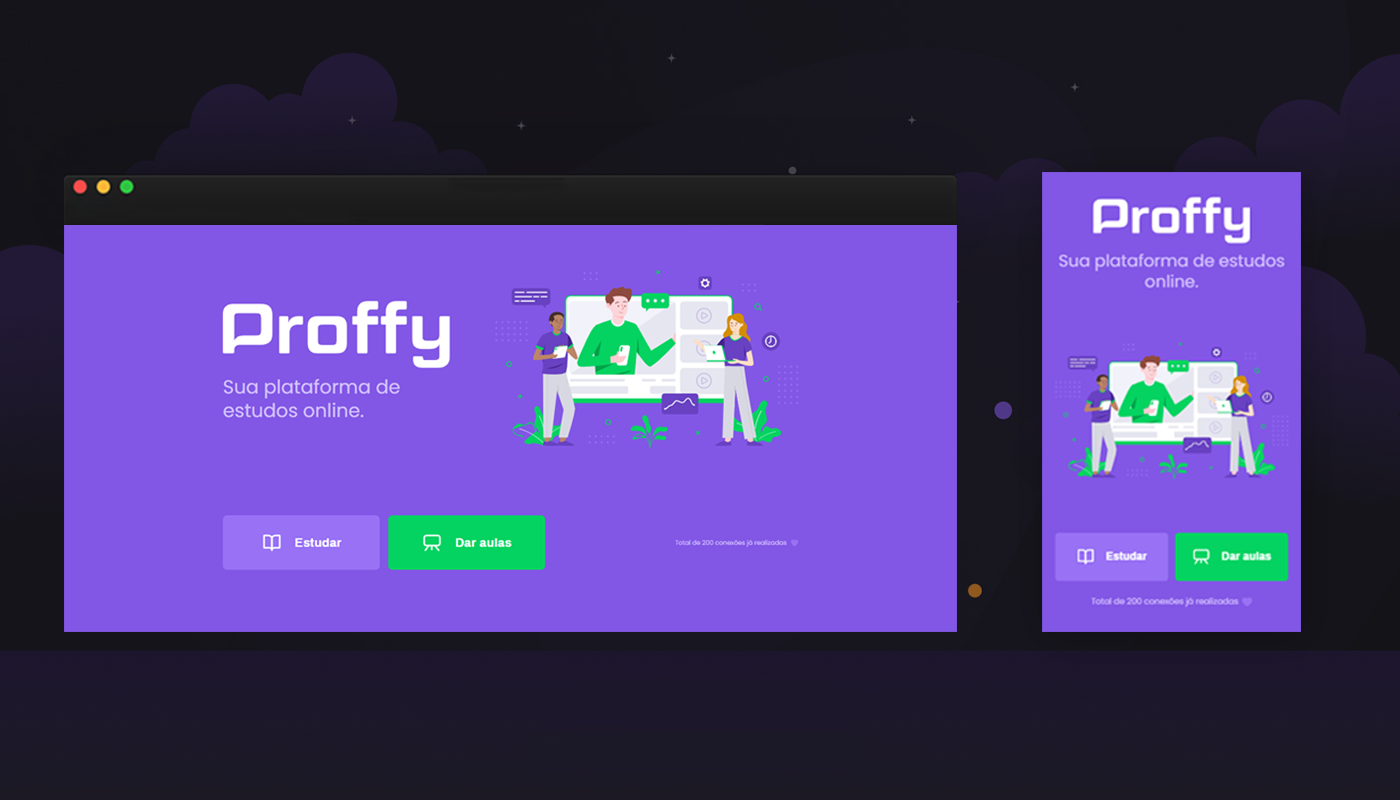 Proffy
Sua plataforma de
estudos online.
Estudar
Dar aulas
Total de 200 conexões já realizadas
Proffy
Sua plataforma de estudos
online.
Estudar
Dar aulas
Total de 200 conexões já realizadas